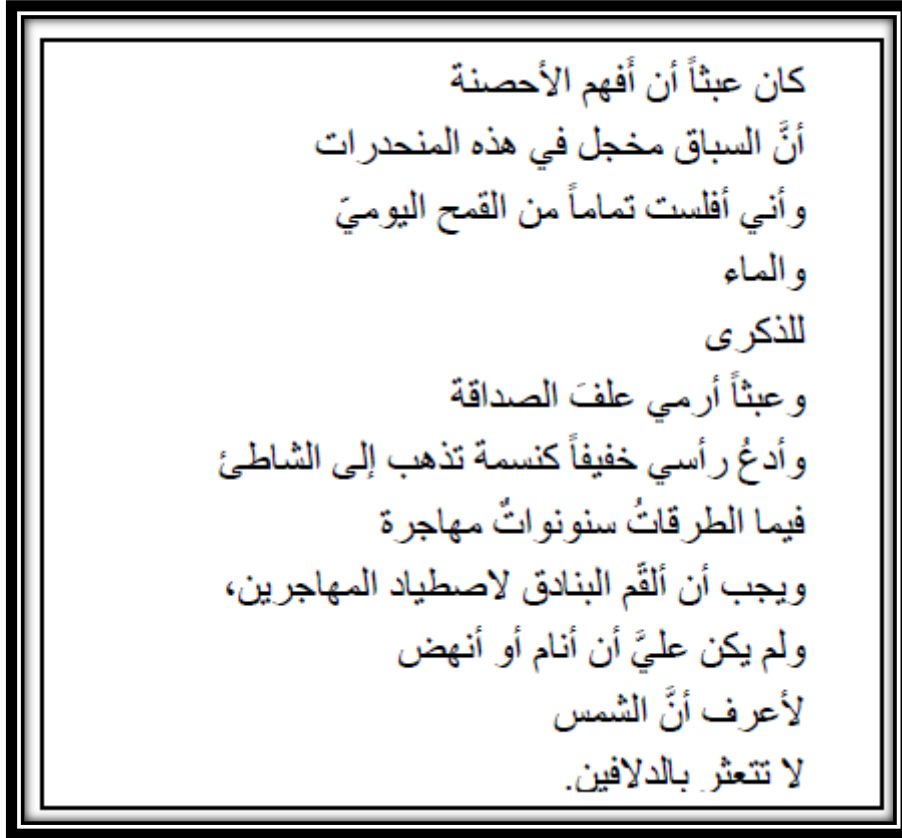 كان عبثاً أن أَفهم الأحصنة
أنَّ السباق مخجل في هذه المنحدرات
وأني أفلست تماماً من القمح اليوميّ
والماء
للذكرى
وعبثاً أرمي علفَ الصداقة
وأدعُ رأسي خفيفاً كنسمة تذهب إلى الشاطئ
فيما الطرقاتُ سنونواتٌ مهاجرة
ويجب أن ألقّم البنادق لاصطياد المهاجرين،
ولم يكن عليَّ أن أنام أو أنهض
لأعرف أنَّ الشمس
لا تتعثر بالدلافين.